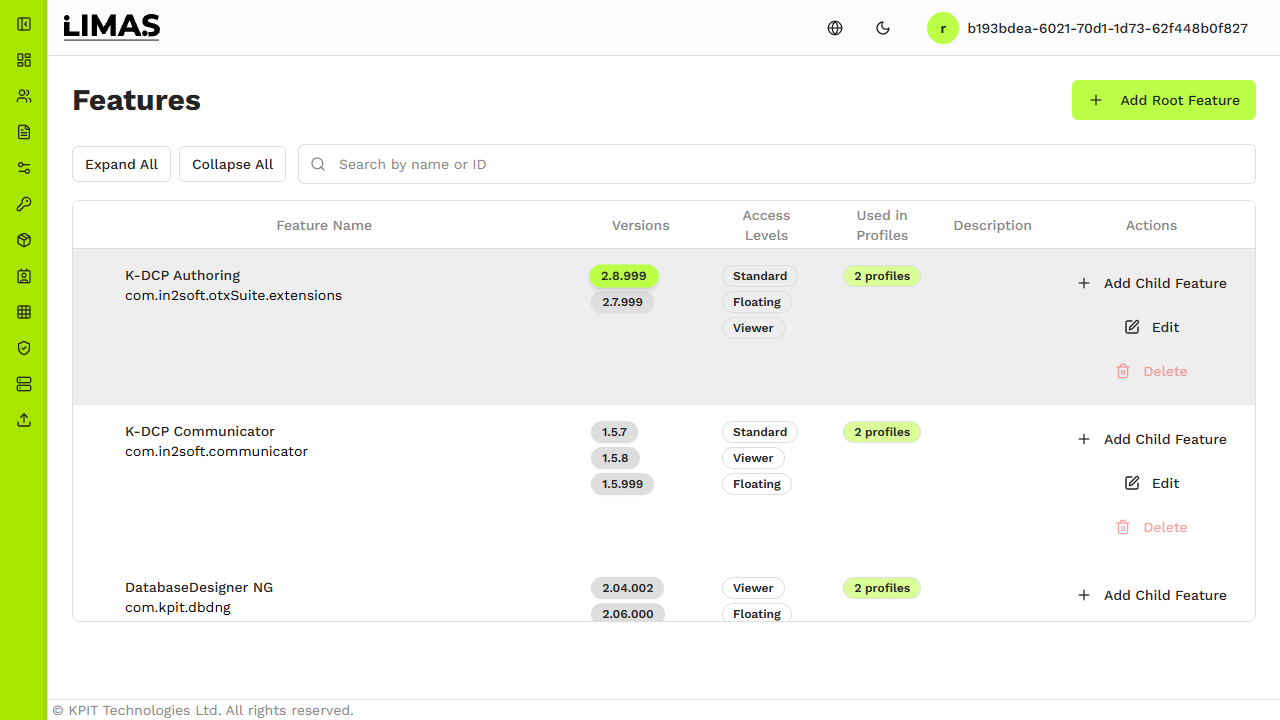 LIMAS
r
b193bdea-6021-70d1-1d73-62f448b0f827
Features
Add Root Feature
Expand All
Collapse All
Search by name or ID
Feature Name
Versions
Access Levels
Used in Profiles
Description
Actions
K-DCP Authoring
com.in2soft.otxSuite.extensions
2.8.999
2.7.999
Standard
Floating
Viewer
2 profiles
Add Child Feature
Edit
Delete
K-DCP Communicator
com.in2soft.communicator
1.5.7
1.5.8
1.5.999
Standard
Viewer
Floating
2 profiles
Add Child Feature
Edit
Delete
DatabaseDesigner NG
com.kpit.dbdng
2.04.002
2.06.000
Viewer
Floating
2 profiles
Add Child Feature
© KPIT Technologies Ltd. All rights reserved.